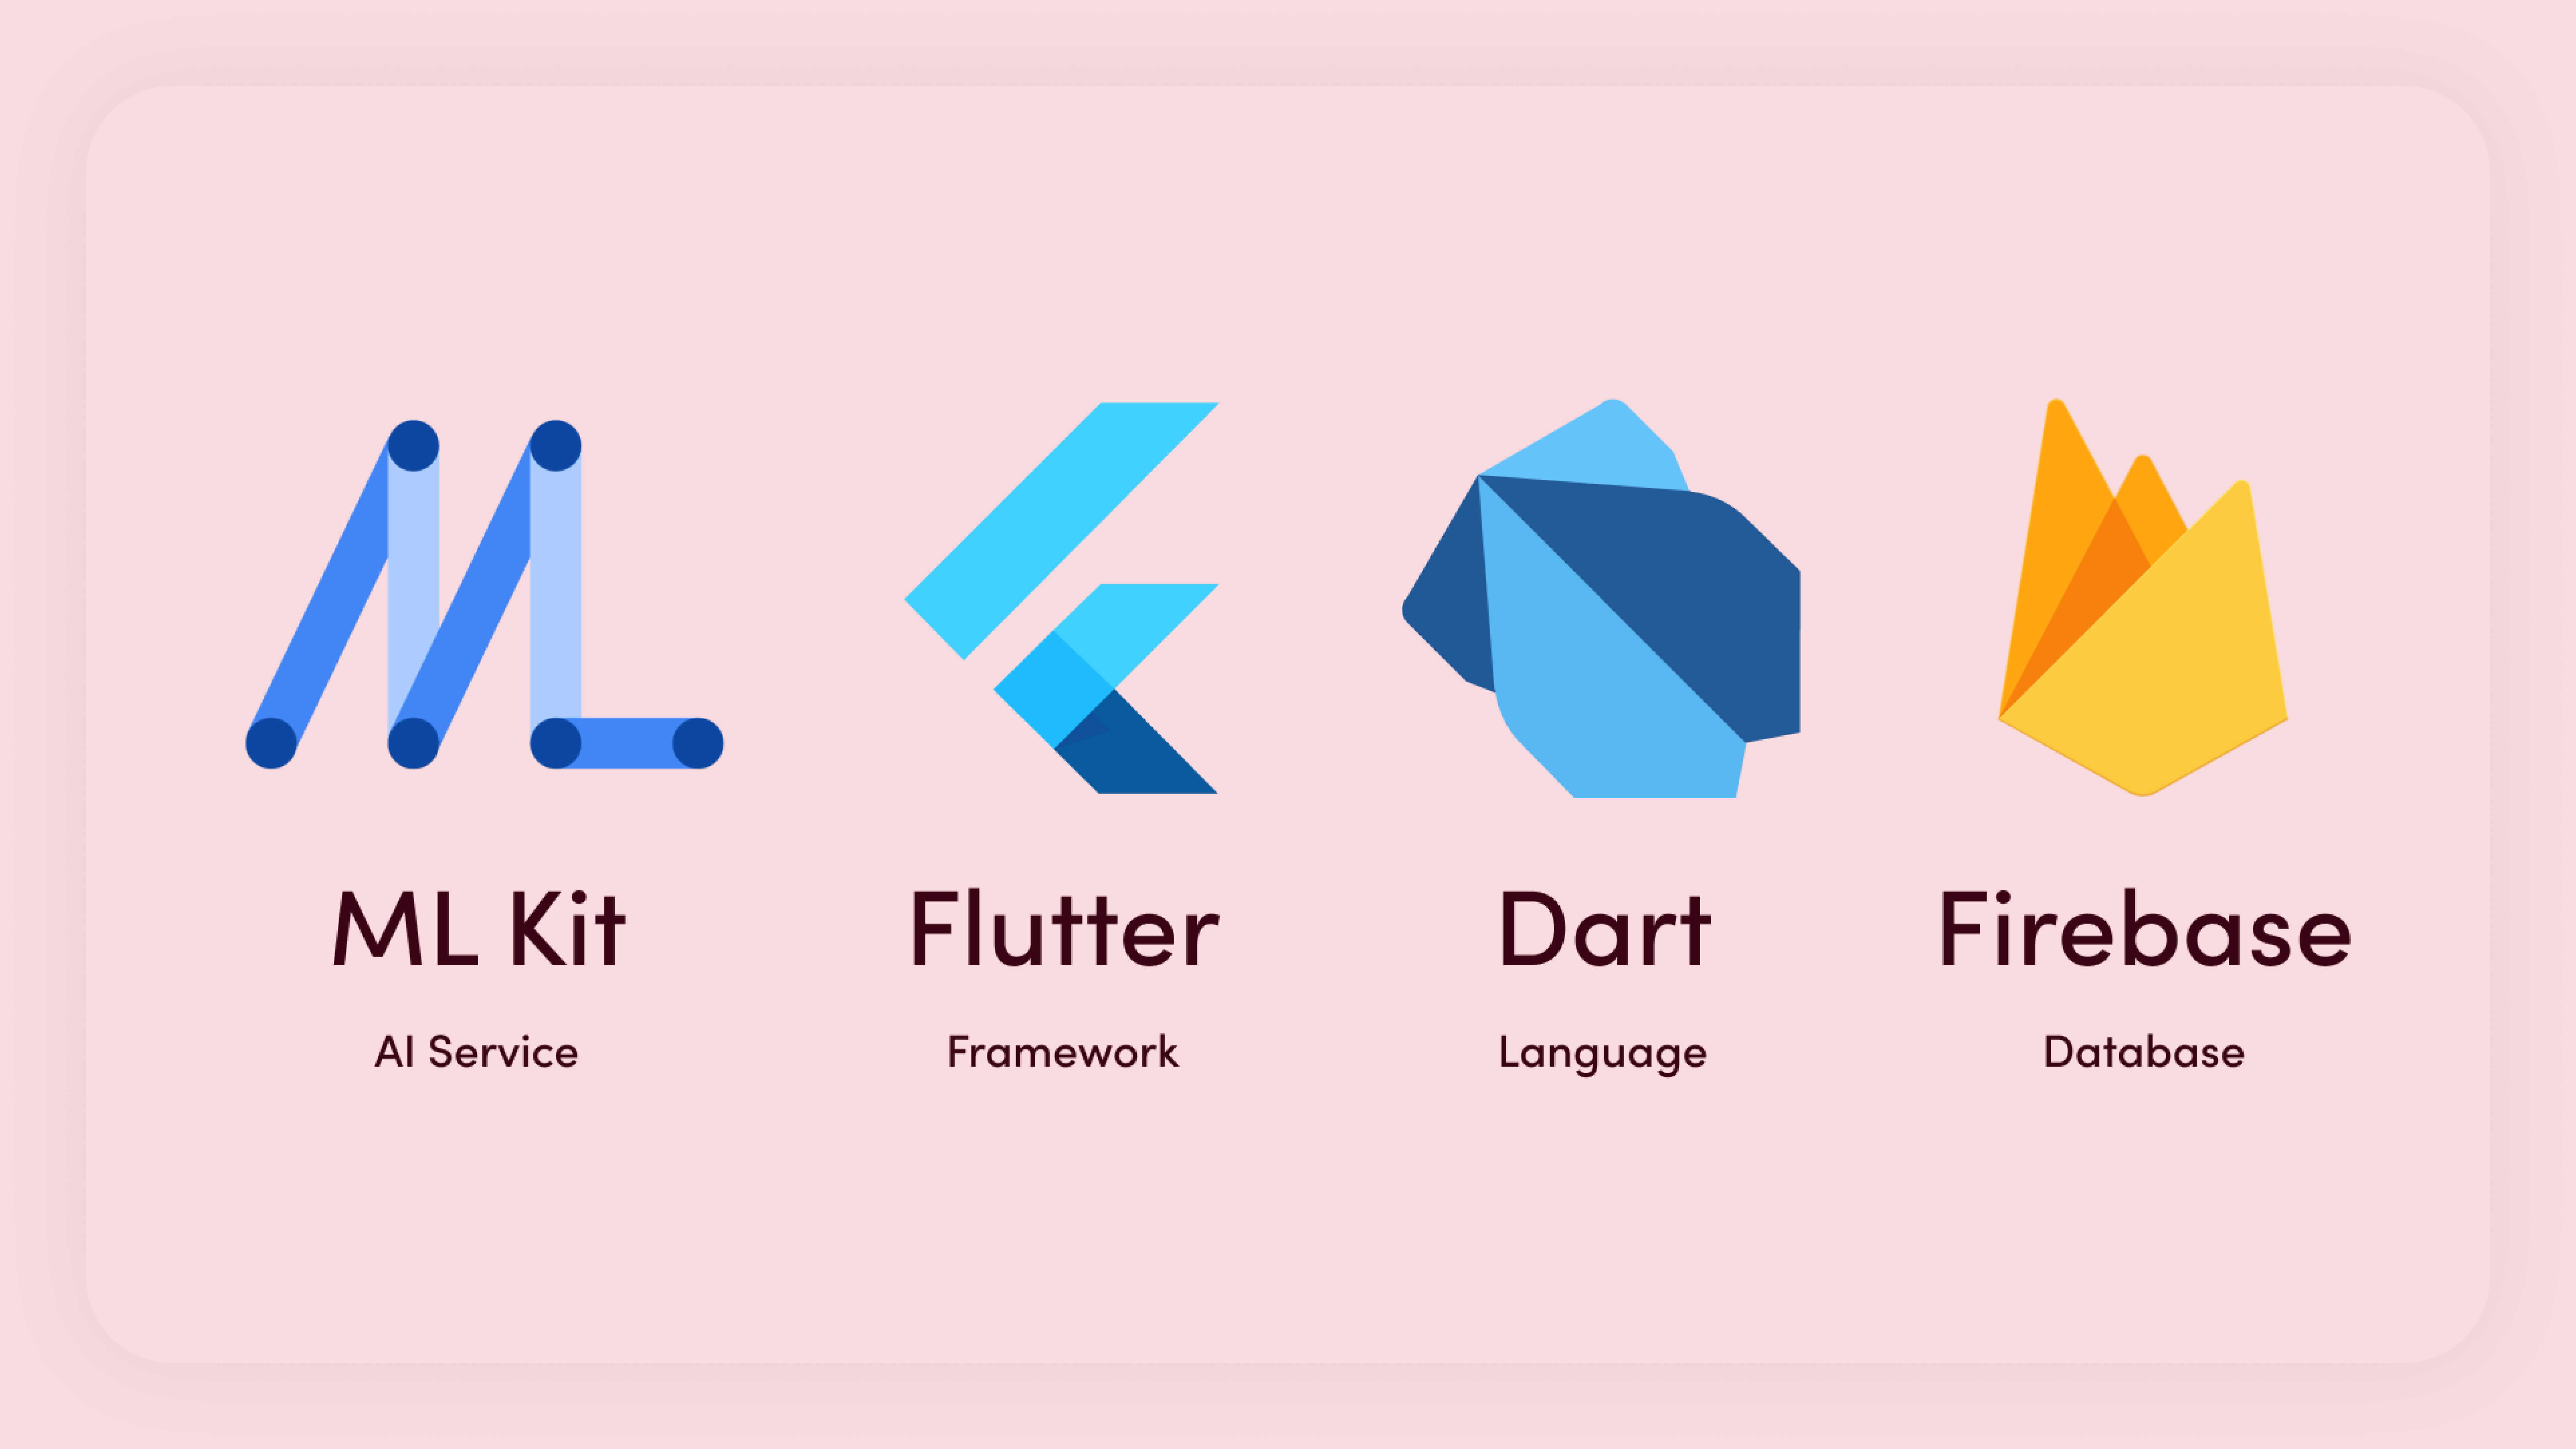 ML Kit
AI Service
Flutter
Framework
Dart
Language
Firebase
Database